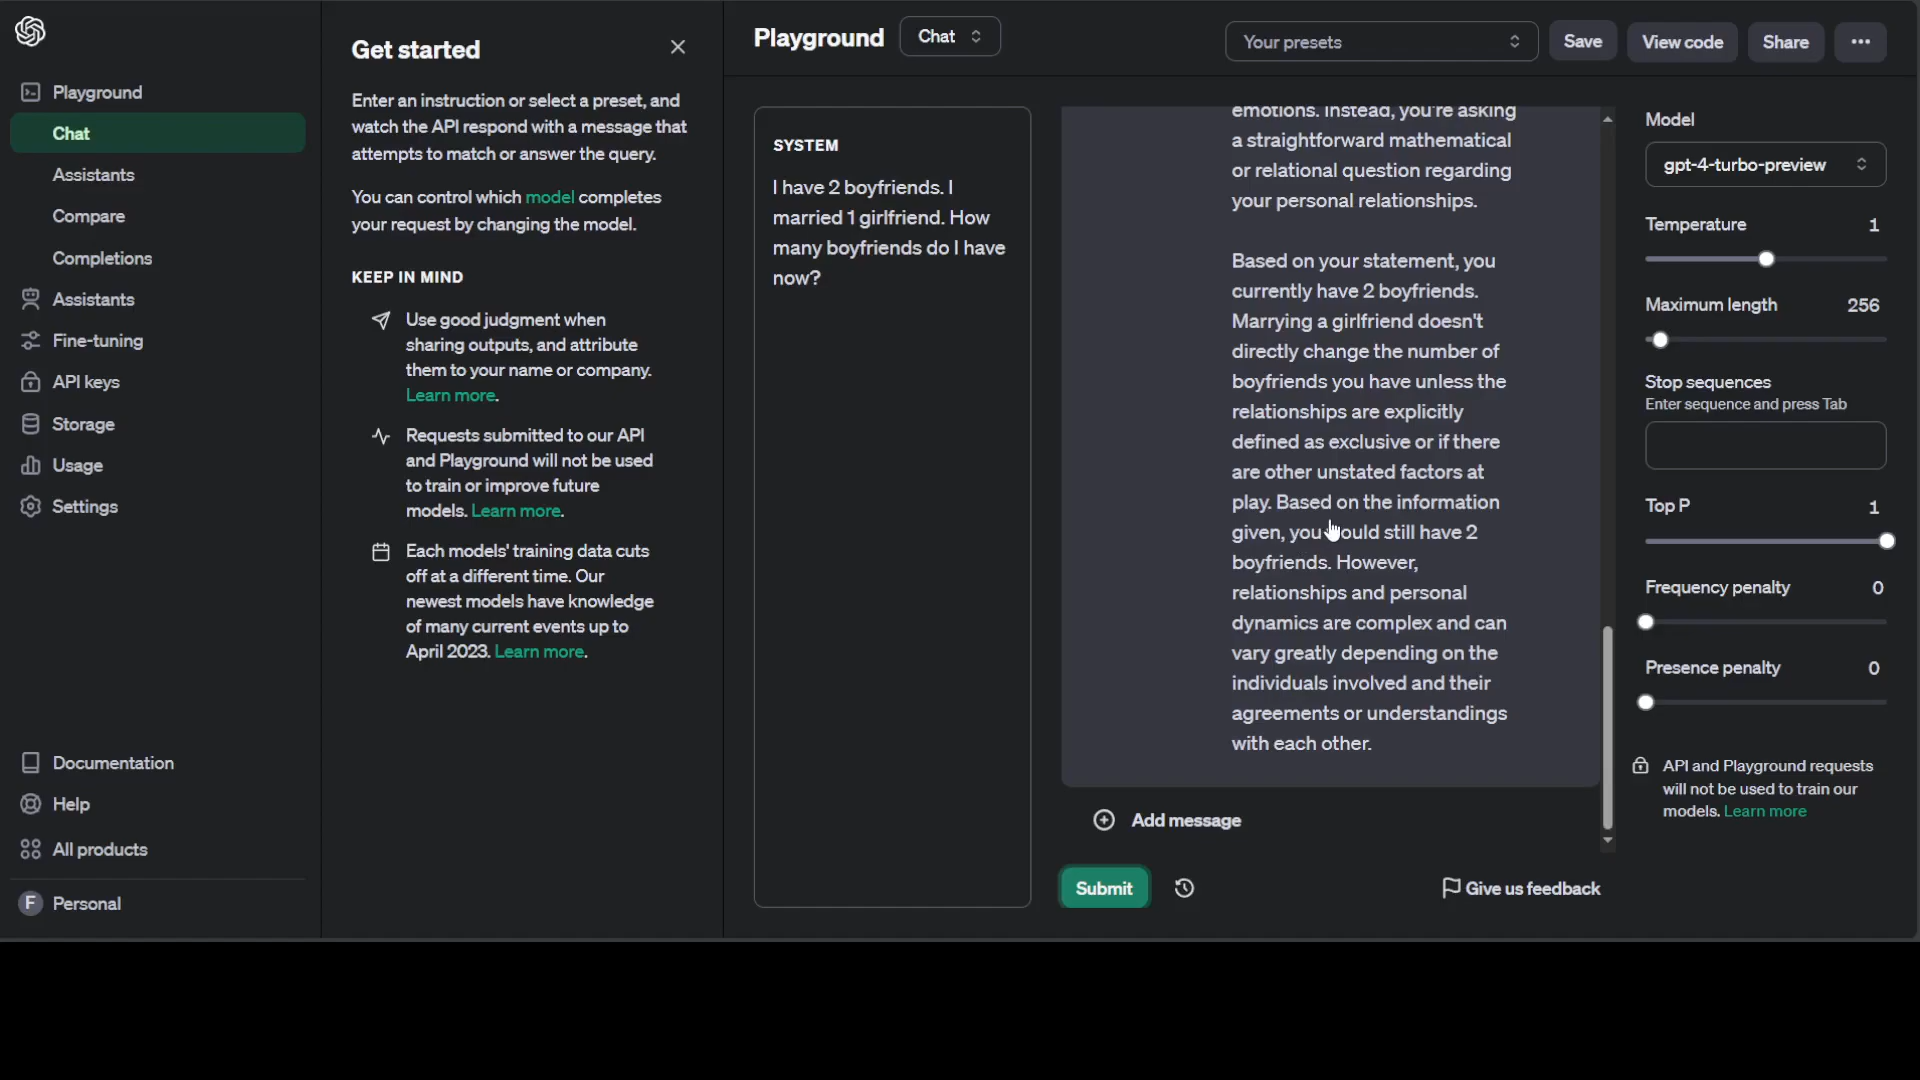 Playground
Chat
Assistants
Compare
Completions
Assistants
Fine-tuning
API keys
Storage
Usage
Settings
Documentation
Help
All products
F Personal
Get started
Enter an instruction or select a preset, and
watch the API respond with a message that
attempts to match or answer the query.
You can control which model completes
your request by changing the model.
KEEP IN MIND
Use good judgment when
sharing outputs, and attribute
them to your name or company.
Learn more.
Requests submitted to our API
and Playground will not be used
to train or improve future
models. Learn more.
Each models' training data cuts
off at a different time. Our
newest models have knowledge
of many current events up to
April 2023. Learn more.
Playground
Chat
Your presets
Save
View code
Share
SYSTEM
I have 2 boyfriends. I
married 1 girlfriend. How
many boyfriends do I have
now?
emotions. Instead, you're asking
a straightforward mathematical
or relational question regarding
your personal relationships.
Based on your statement, you
currently have 2 boyfriends.
Marrying a girlfriend doesn't
directly change the number of
boyfriends you have unless the
relationships are explicitly
defined as exclusive or if there
are other unstated factors at
play. Based on the information
given, you still have 2
boyfriends. However,
relationships and personal
dynamics are complex and can
vary greatly depending on the
individuals involved and their
agreements or understandings
with each other.
Add message
Submit
Give us feedback
Model
gpt-4-turbo-preview
Temperature 1
Maximum length 256
Stop sequences
Enter sequence and press Tab
Top P 1
Frequency penalty 0
Presence penalty 0
API and Playground requests
will not be used to train our
models. Learn more